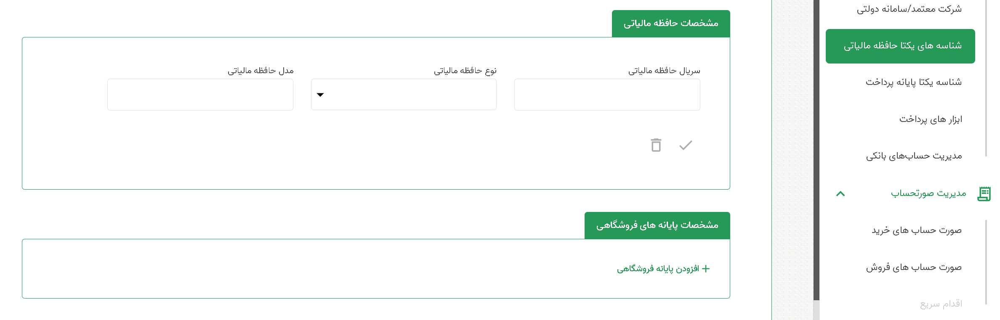 شرکت معتمد/سامانه دولتی
شناسه های یکتا حافظه مالیاتی
شناسه یکتا پایانه پرداخت
ابزار های پرداخت
مدیریت حساب‌های بانکی
مدیریت صورتحساب
صورت حساب های خرید
صورت حساب های فروش
اقدام سریع
مشخصات حافظه مالیاتی
سریال حافظه مالیاتی
نوع حافظه مالیاتی
مدل حافظه مالیاتی
مشخصات پایانه های فروشگاهی
+ افزودن پایانه فروشگاهی